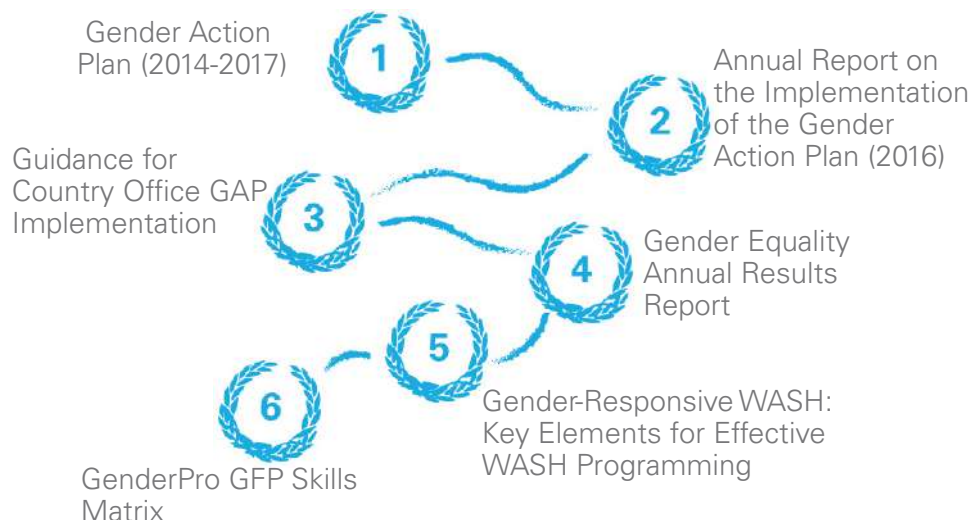 1
Gender Action
Plan (2014-2017)
2
Annual Report on
the Implementation
of the Gender
Action Plan (2016)
3
Guidance for
Country Office GAP
Implementation
4
Gender Equality
Annual Results
Report
5
Gender-Responsive WASH:
Key Elements for Effective
WASH Programming
6
GenderPro GFP Skills
Matrix